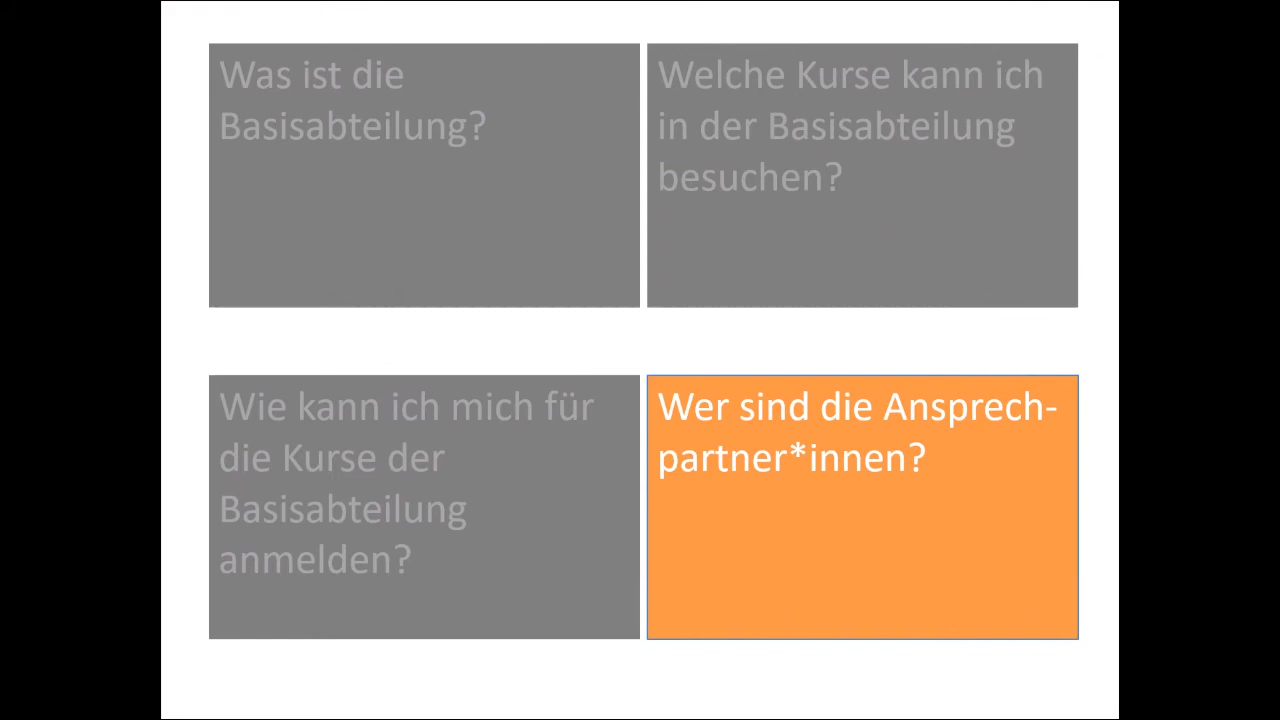 Was ist die
Basisabteilung?
Welche Kurse kann ich
in der Basisabteilung
besuchen?
Wie kann ich mich für
die Kurse der
Basisabteilung
anmelden?
Wer sind die Ansprech-
partner*innen?